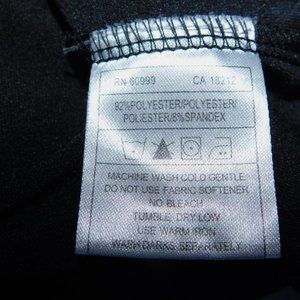 RN 60999 CA 18212
92%POLYESTER/POLYESTER/
POLIESTER/8%SPANDEX
MACHINE WASH COLD GENTLE
DO NOT USE FABRIC SOFTENER
NO BLEACH
TUMBLE DRY LOW
USE WARM IRON
WASH DARKS SEPARATELY